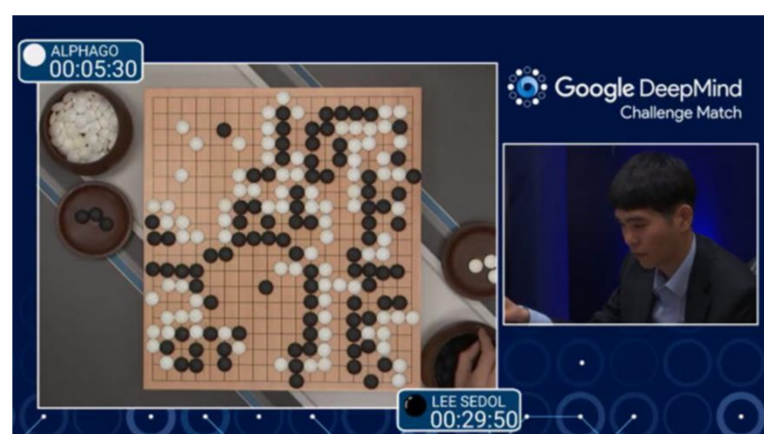 ALPHAGO
00:05:30
Google DeepMind
Challenge Match
LEE SEDOL
00:29:50